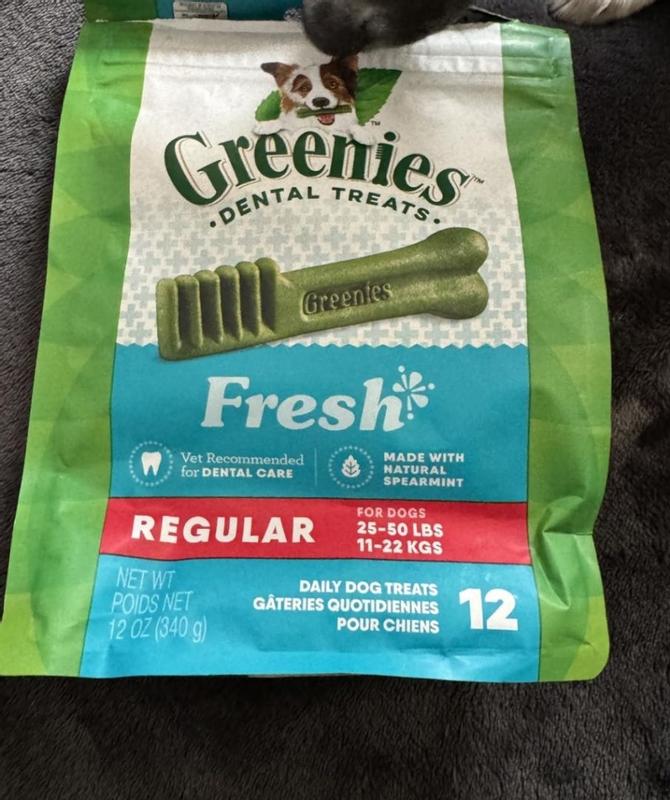 Greenies™
·DENTAL TREATS·
Greenies
Fresh
Vet Recommended
for DENTAL CARE
MADE WITH
NATURAL
SPEARMINT
REGULAR
FOR DOGS
25-50 LBS
11-22 KGS
NET WT
POIDS NET
12 OZ (340 g)
DAILY DOG TREATS
GÂTERIES QUOTIDIENNES
POUR CHIENS
12